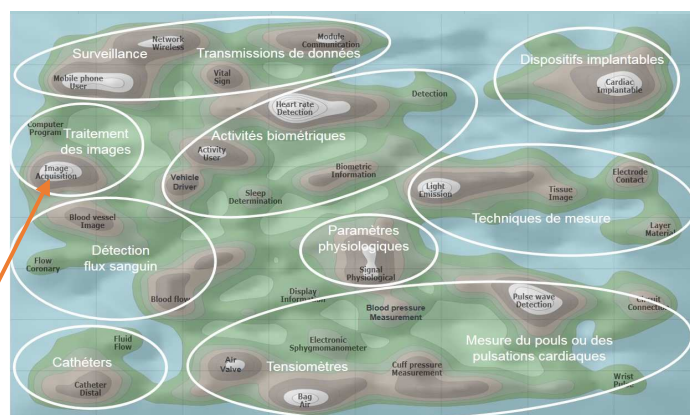 Network
Wireless
Module
Communication
Surveillance
Transmissions de données
Mobile phone
User
Vital
Sign
Dispositifs implantables
Cardiac
Implantable
Heart rate
Detection
Detection
Computer
Program
Traitement
des images
Activités biométriques
Image
Acquisition
Activity
User
Vehicle
Driver
Sleep
Determination
Biometric
Information
Light
Emission
Tissue
Image
Electrode
Contact
Techniques de mesure
Layer
Material
Blood vessel
Image
Détection
flux sanguin
Flow
Coronary
Blood flow
Paramètres
physiologiques
Signal
Physiological
Display
Information
Blood pressure
Measurement
Pulse wave
Detection
Circuit
Connection
Fluid
Flow
Cathéters
Catheter
Distal
Electronic
Sphygmomanometer
Air
Valve
Tensiomètres
Bag
Air
Cuff pressure
Measurement
Mesure du pouls ou des
pulsations cardiaques
Wrist
Pulse